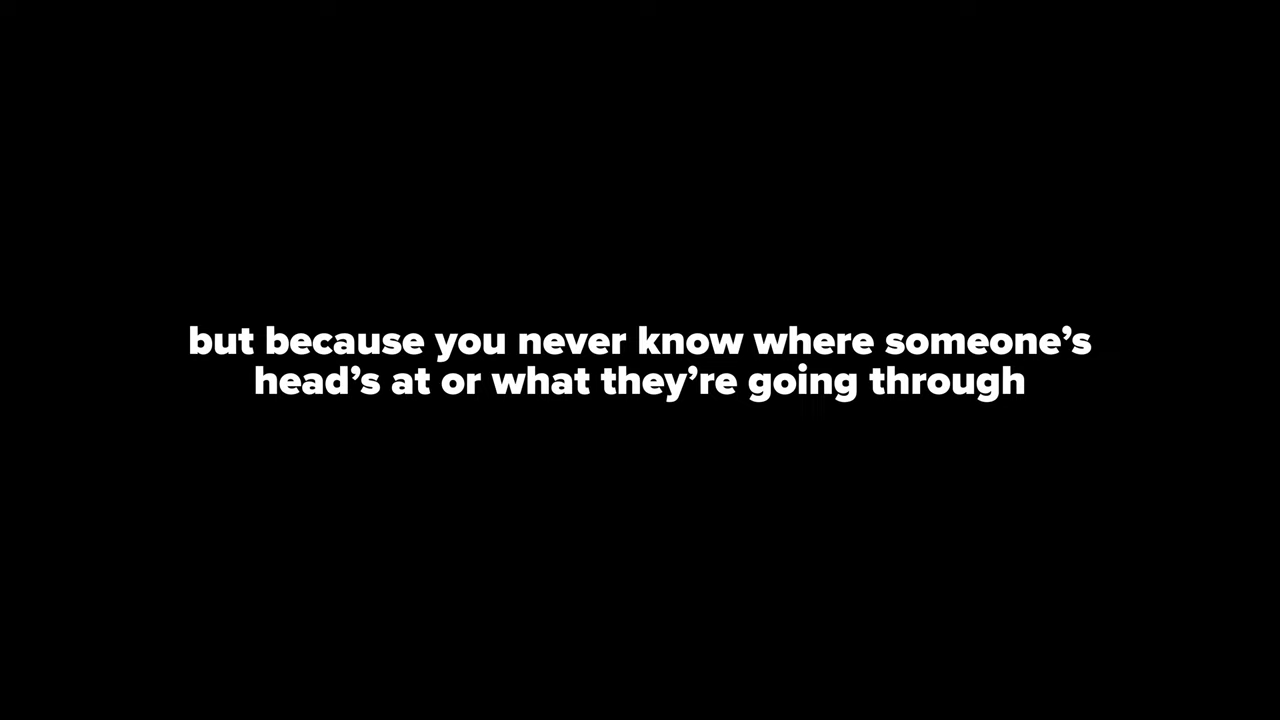 but because you never know where someone’s
head’s at or what they’re going through